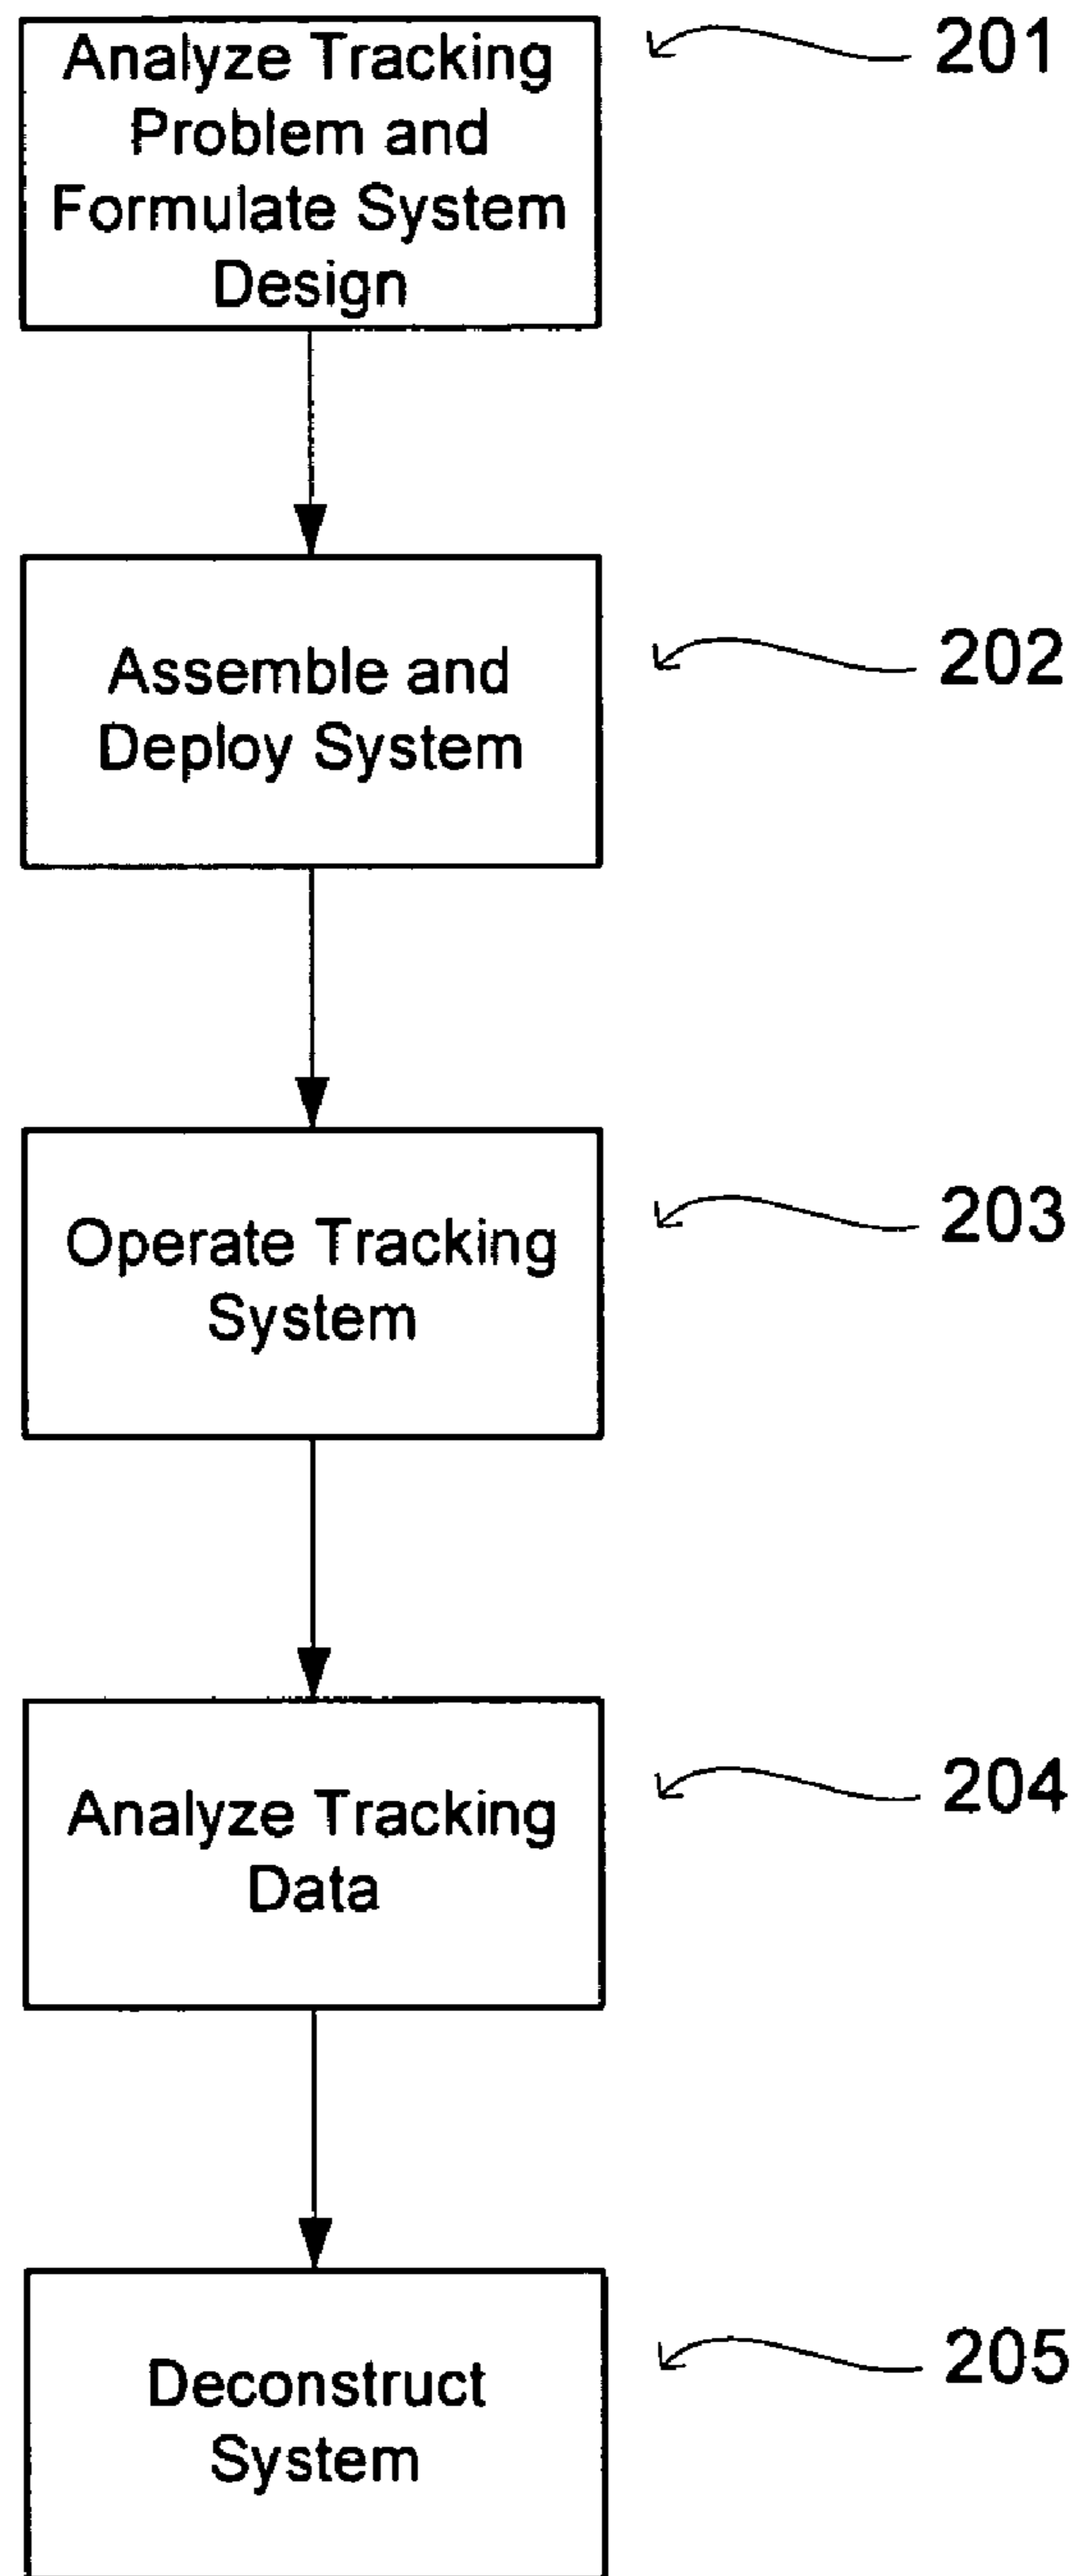 Analyze Tracking
Problem and
Formulate System
Design
201
Assemble and
Deploy System
202
Operate Tracking
System
203
Analyze Tracking
Data
204
Deconstruct
System
205